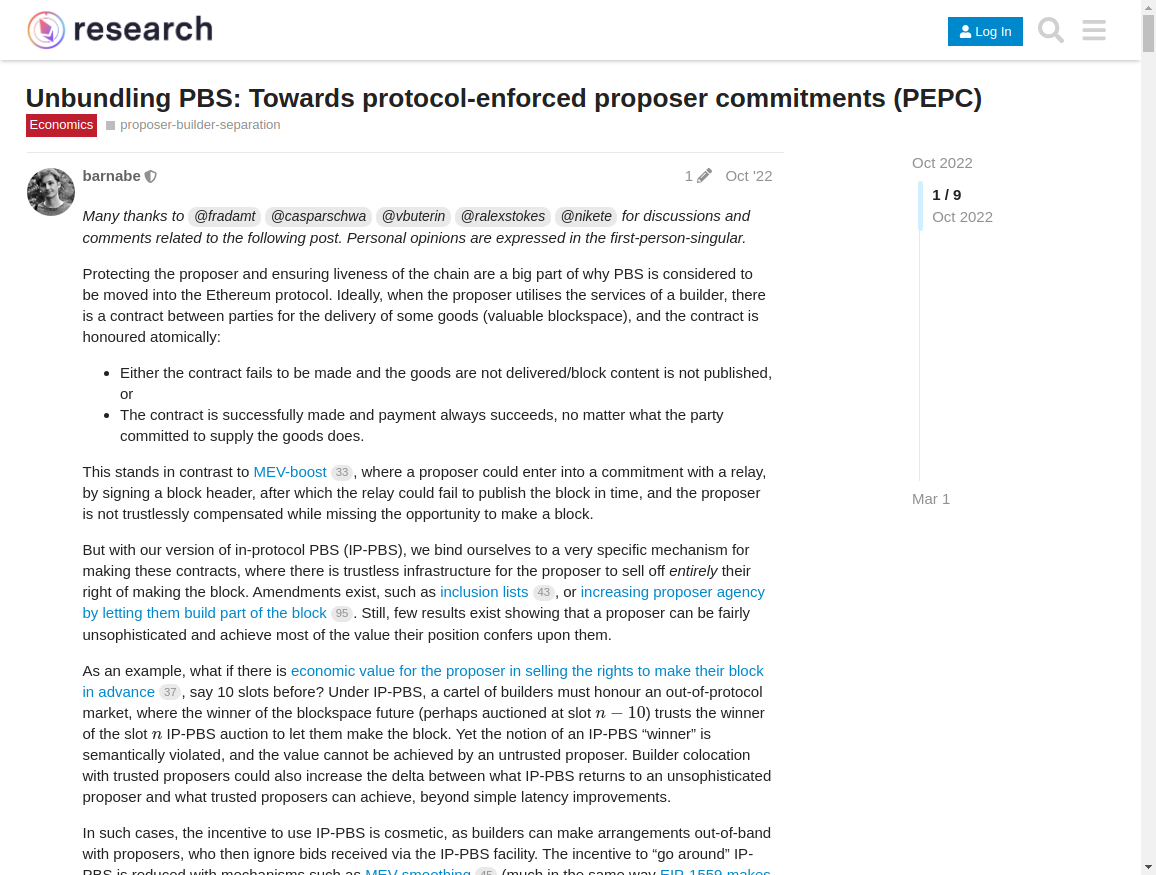 research
Log In
Unbundling PBS: Towards protocol-enforced proposer commitments (PEPC)
Economics proposer-builder-separation
barnabe 1 Oct '22
Many thanks to @fradamt @casparschwa @vbuterin @ralexstokes @nikete for discussions and
comments related to the following post. Personal opinions are expressed in the first-person-singular.
Protecting the proposer and ensuring liveness of the chain are a big part of why PBS is considered to
be moved into the Ethereum protocol. Ideally, when the proposer utilises the services of a builder, there
is a contract between parties for the delivery of some goods (valuable blockspace), and the contract is
honoured atomically:
• Either the contract fails to be made and the goods are not delivered/block content is not published,
or
• The contract is successfully made and payment always succeeds, no matter what the party
committed to supply the goods does.
This stands in contrast to MEV-boost 33, where a proposer could enter into a commitment with a relay,
by signing a block header, after which the relay could fail to publish the block in time, and the proposer
is not trustlessly compensated while missing the opportunity to make a block.
But with our version of in-protocol PBS (IP-PBS), we bind ourselves to a very specific mechanism for
making these contracts, where there is trustless infrastructure for the proposer to sell off entirely their
right of making the block. Amendments exist, such as inclusion lists 43, or increasing proposer agency
by letting them build part of the block 95. Still, few results exist showing that a proposer can be fairly
unsophisticated and achieve most of the value their position confers upon them.
As an example, what if there is economic value for the proposer in selling the rights to make their block
in advance 37, say 10 slots before? Under IP-PBS, a cartel of builders must honour an out-of-protocol
market, where the winner of the blockspace future (perhaps auctioned at slot n − 10) trusts the winner
of the slot n IP-PBS auction to let them make the block. Yet the notion of an IP-PBS “winner” is
semantically violated, and the value cannot be achieved by an untrusted proposer. Builder colocation
with trusted proposers could also increase the delta between what IP-PBS returns to an unsophisticated
proposer and what trusted proposers can achieve, beyond simple latency improvements.
In such cases, the incentive to use IP-PBS is cosmetic, as builders can make arrangements out-of-band
with proposers, who then ignore bids received via the IP-PBS facility. The incentive to “go around” IP-
PBS is reduced with mechanisms such as MEV smoothing 45 (much in the same way EIP-1559 makes
Oct 2022
1 / 9
Oct 2022
Mar 1